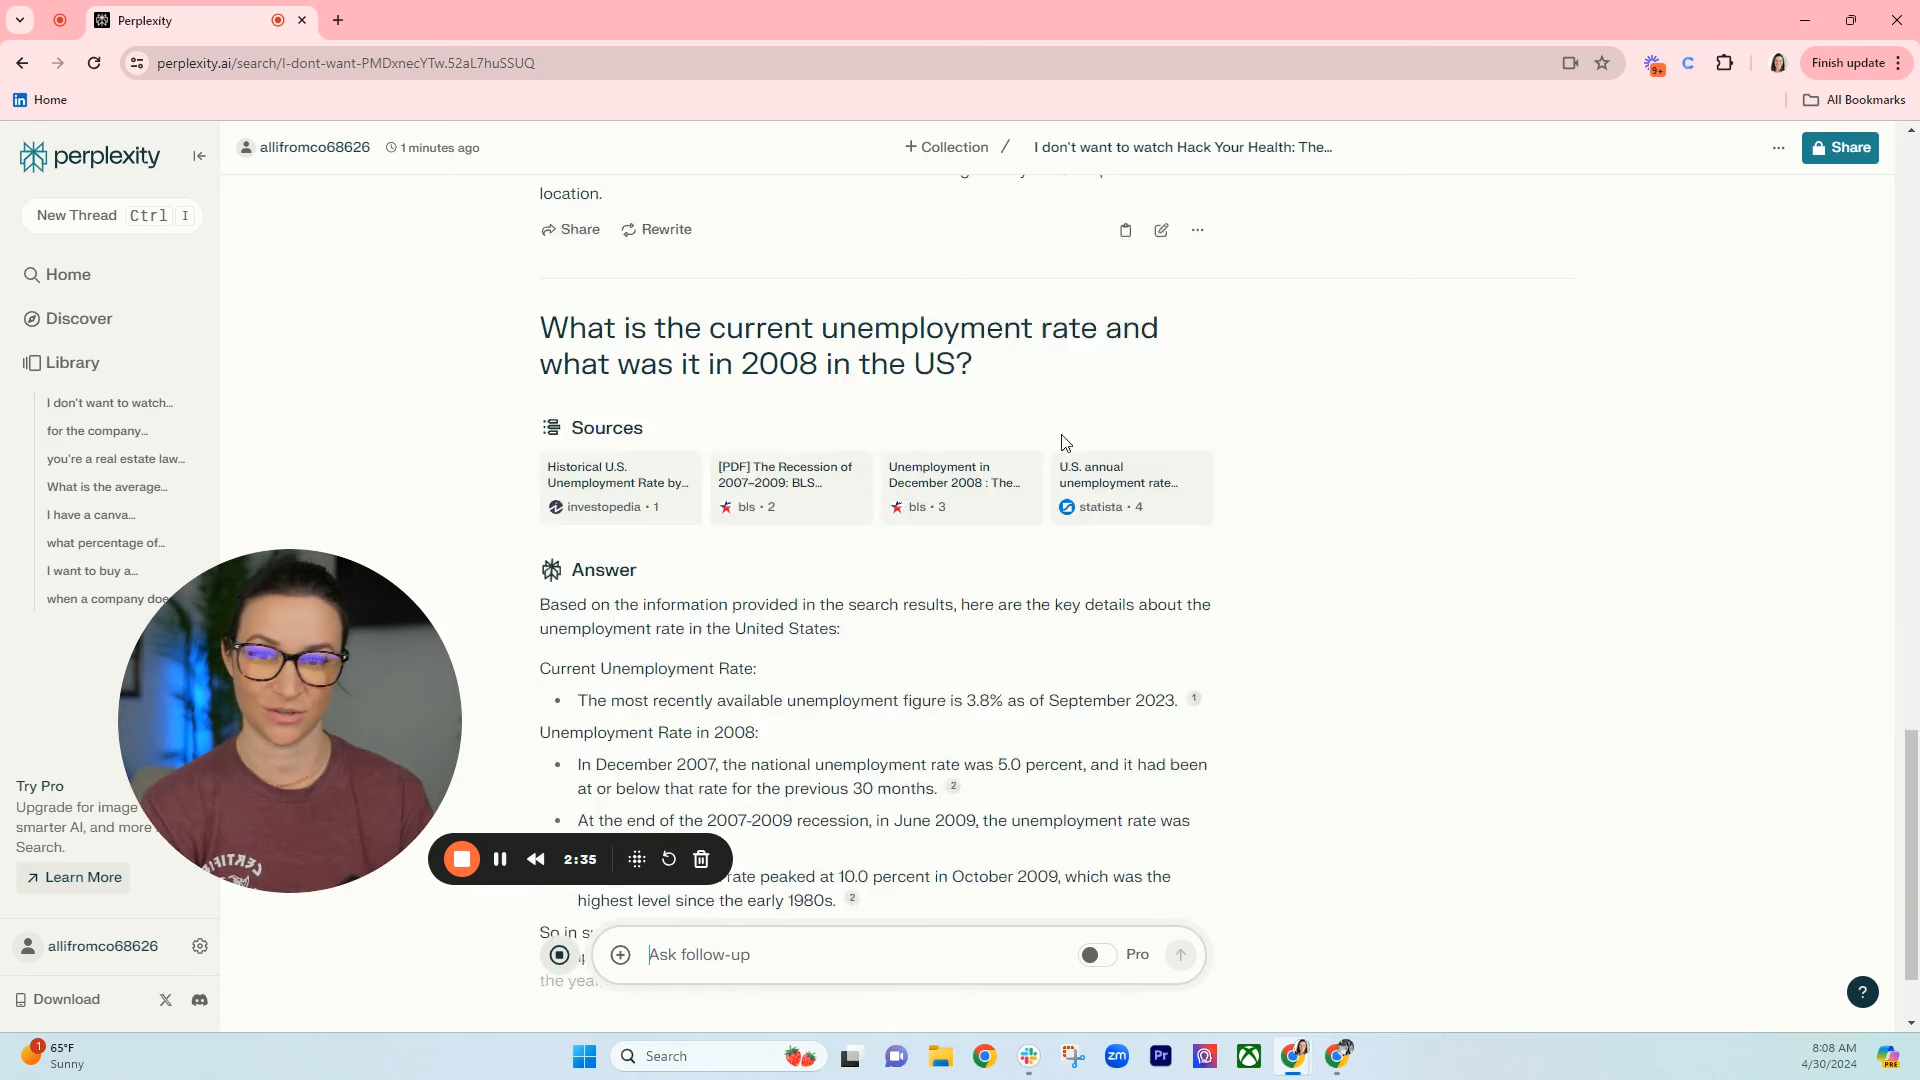 Perplexity
perplexity.ai/search/I-dont-want-PMDxnecYTw.52aL7huSSUQ
9+
Finish update
Home
All Bookmarks
perplexity
allifromco68626
1 minutes ago
Collection /
I don't want to watch Hack Your Health: The...
Share
New Thread Ctrl I
Home
Discover
Library
I don't want to watch...
for the company...
you're a real estate law...
What is the average...
I have a canva...
what percentage of...
I want to buy a...
when a company doe
Try Pro
Upgrade for image
smarter AI, and more
Search.
Learn More
allifromco68626
Download
location.
Share
Rewrite
What is the current unemployment rate and
what was it in 2008 in the US?
Sources
Historical U.S.
Unemployment Rate by...
investopedia • 1
[PDF] The Recession of
2007–2009: BLS...
bls • 2
Unemployment in
December 2008 : The...
bls • 3
U.S. annual
unemployment rate...
statista • 4
Answer
Based on the information provided in the search results, here are the key details about the
unemployment rate in the United States:
Current Unemployment Rate:
• The most recently available unemployment figure is 3.8% as of September 2023. 1
Unemployment Rate in 2008:
• In December 2007, the national unemployment rate was 5.0 percent, and it had been
at or below that rate for the previous 30 months. 2
• At the end of the 2007-2009 recession, in June 2009, the unemployment rate was
rate peaked at 10.0 percent in October 2009, which was the
highest level since the early 1980s. 2
So in
the year,
2:35
Ask follow-up
Pro
?
1
65°F
Sunny
Search
zm
Pr
8:08 AM
4/30/2024
PRE